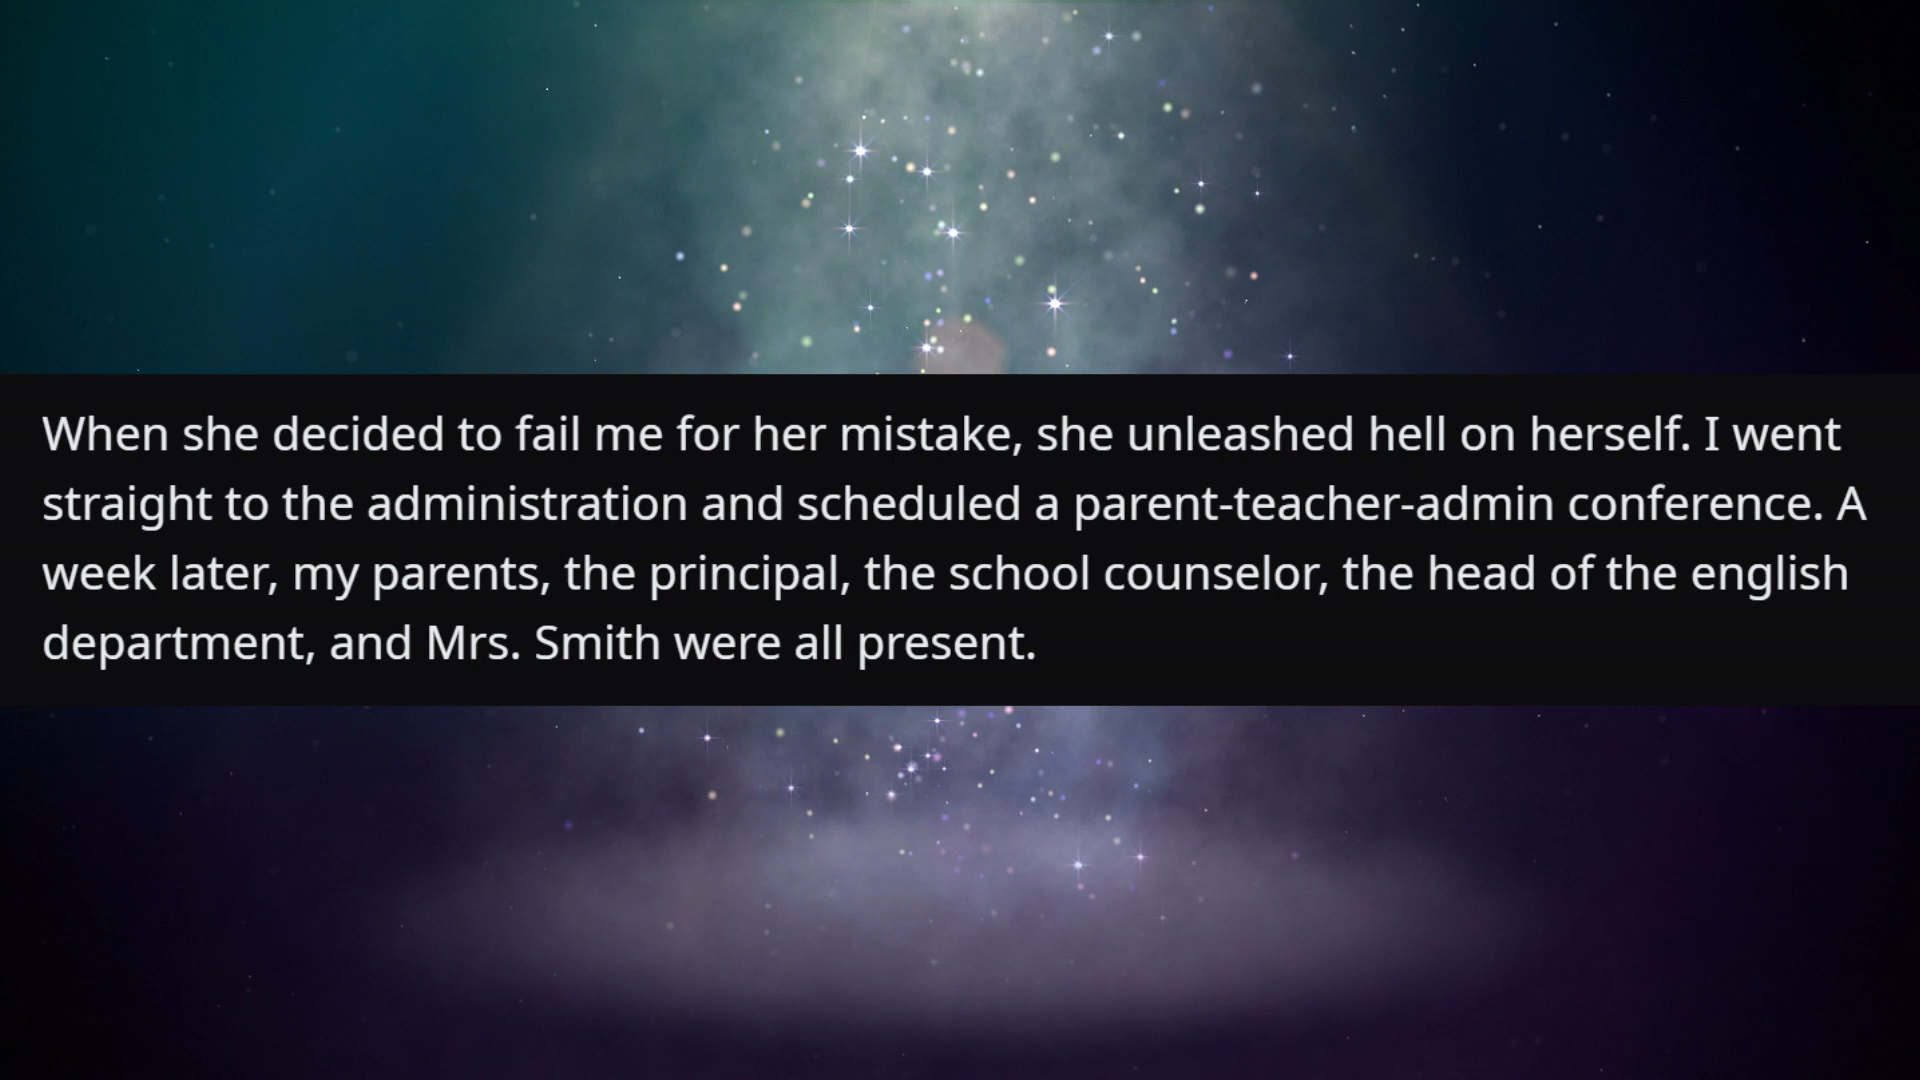 When she decided to fail me for her mistake, she unleashed hell on herself. I went
straight to the administration and scheduled a parent-teacher-admin conference. A
week later, my parents, the principal, the school counselor, the head of the english
department, and Mrs. Smith were all present.